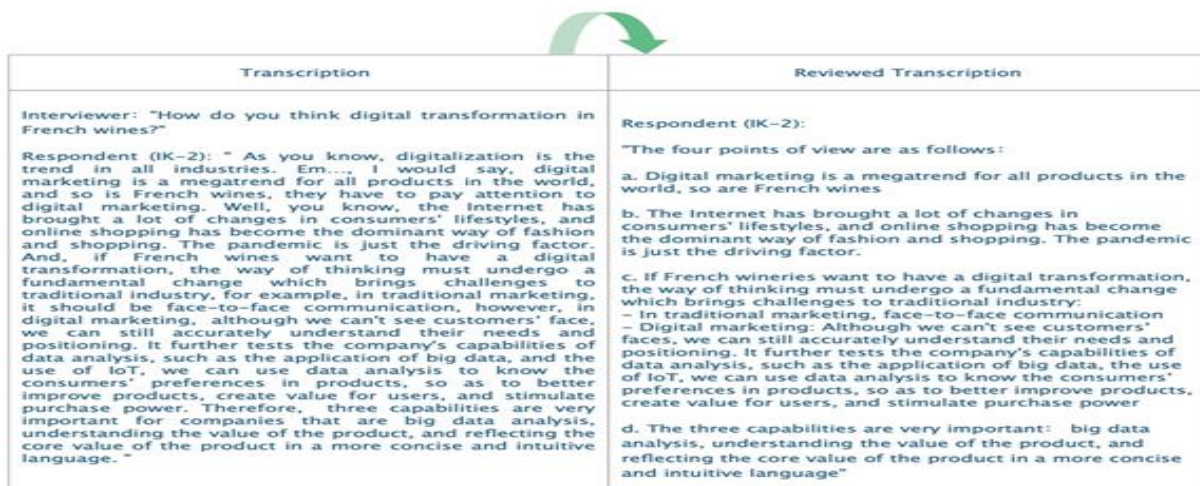 Transcription
Interviewer: "How do you think digital transformation in
French wines?"
Respondent (IK-2): " As you know, digitalization is the
trend in all industries. Em..., I would say, digital
marketing is a megatrend for all products in the world,
and so is French wines, they have to pay attention to
digital marketing. Well, you know, the Internet has
brought a lot of changes in consumers' lifestyles, and
online shopping has become the dominant way of fashion
and shopping. The pandemic is just the driving factor.
And, if French wines want to have a digital
transformation, the way of thinking must undergo a
fundamental change which brings challenges to
traditional industry, for example, in traditional marketing,
it should be face-to-face communication, however, in
digital marketing, although we can't see customers' face,
we can still accurately understand their needs and
positioning. It further tests the company's capabilities of
data analysis, such as the application of big data, and the
use of IoT, we can use data analysis to know the
consumers' preferences in products, so as to better
improve products, create value for users, and stimulate
purchase power. Therefore, three capabilities are very
important for companies that are big data analysis,
understanding the value of the product, and reflecting the
core value of the product in a more concise and intuitive
language. "
Reviewed Transcription
Respondent (IK-2):
"The four points of view are as follows:
a. Digital marketing is a megatrend for all products in the
world, so are French wines
b. The Internet has brought a lot of changes in
consumers' lifestyles, and online shopping has become
the dominant way of fashion and shopping. The pandemic
is just the driving factor.
c. If French wineries want to have a digital transformation,
the way of thinking must undergo a fundamental change
which brings challenges to traditional industry:
- In traditional marketing, face-to-face communication
- Digital marketing: Although we can't see customers'
faces, we can still accurately understand their needs and
positioning. It further tests the company's capabilities of
data analysis, such as the application of big data, the use
of IoT, we can use data analysis to know the consumers'
preferences in products, so as to better improve products,
create value for users, and stimulate purchase power
d. The three capabilities are very important: big data
analysis, understanding the value of the product, and
reflecting the core value of the product in a more concise
and intuitive language"